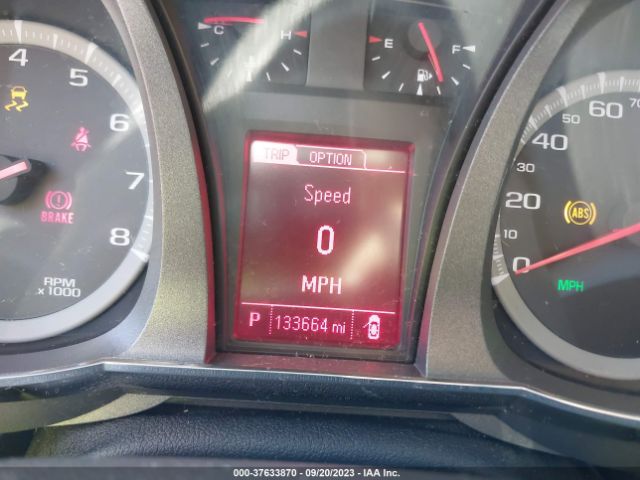 C H
E F
4
5
6
7
8
BRAKE
RPM
x1000
TRIP OPTION
Speed
0
MPH
P 133664 mi
70
60
50
40
20
10
0
ABS
MPH
000-37633870 - 09/20/2023 - IAA Inc.